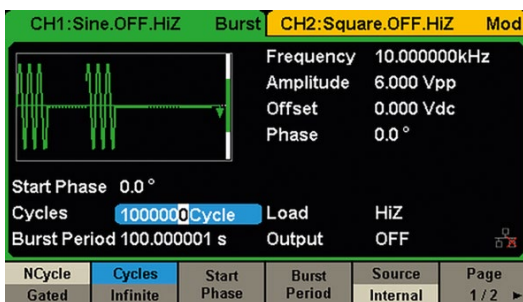 CH1:Sine.OFF.HiZ Burst CH2:Square.OFF.HiZ Mod
Frequency 10.000000kHz
Amplitude 6.000 Vpp
Offset 0.000 Vdc
Phase 0.0 °
Start Phase 0.0 °
Cycles 1000000Cycle Load HiZ
Burst Period 100.000001 s Output OFF
NCycle Cycles Start Burst Source Page
Gated Infinite Phase Period Internal 1 / 2 ►